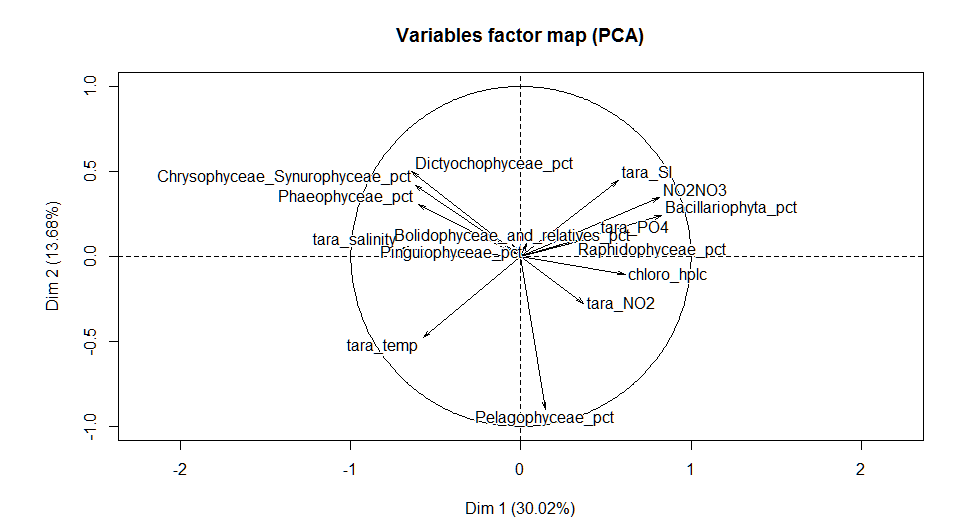 Variables factor map (PCA)
1.0
0.5
0.0
-0.5
-1.0
Dim 2 (13.68%)
Dictyochophyceae_pct
tara_SI
Chrysophyceae_Synurophyceae_pct
NO2NO3
Phaeophyceae_pct
Bacillariophyta_pct
tara_PO4
tara_salinity
Bolidophyceae_and_relatives_pct
Pinguiophyceae_pct
Raphidophyceae_pct
chloro_hplc
tara_NO2
tara_temp
Pelagophyceae_pct
-2
-1
0
1
2
Dim 1 (30.02%)